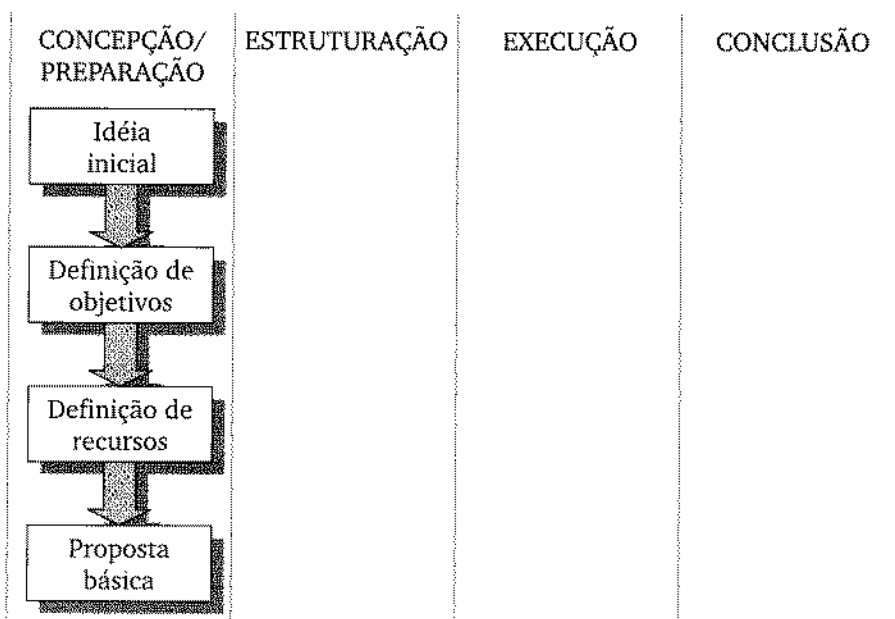 CONCEPÇÃO/
PREPARAÇÃO
ESTRUTURAÇÃO
EXECUÇÃO
CONCLUSÃO
Idéia
inicial
Definição de
objetivos
Definição de
recursos
Proposta
básica